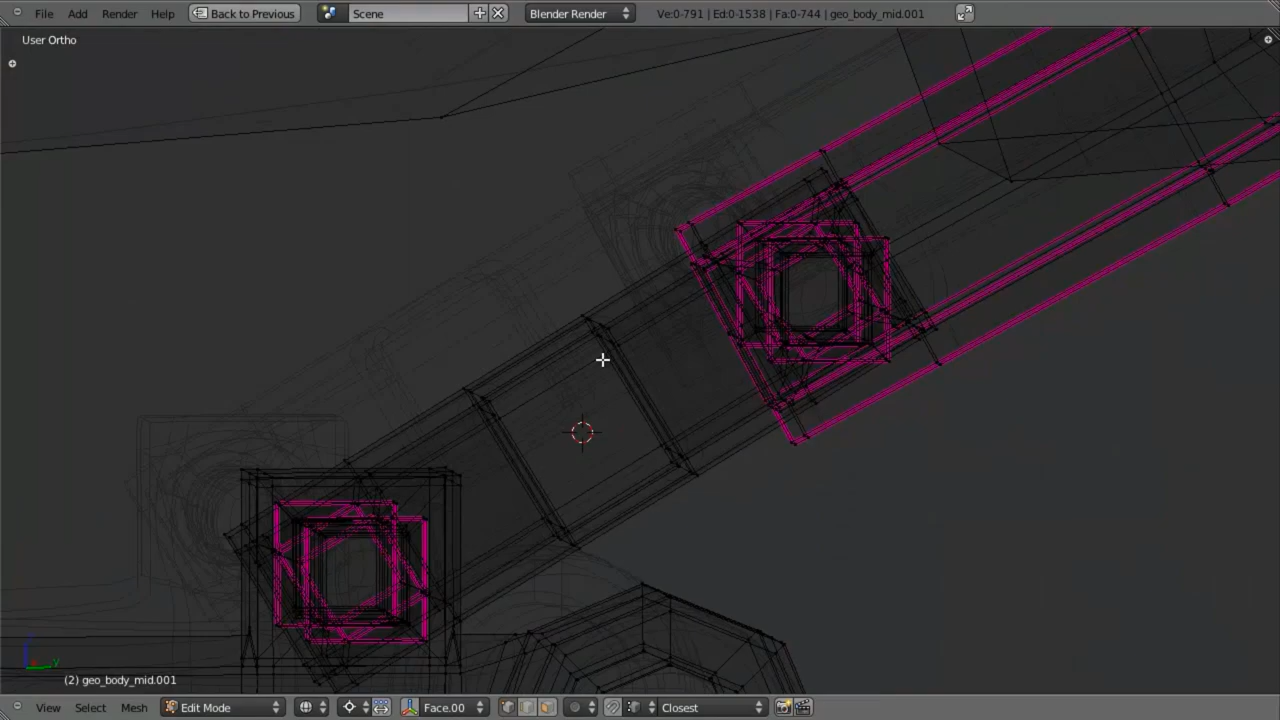 File Add Render Help Back to Previous Scene Blender Render Ve:0-791 | Ed:0-1538 | Fa:0-744 | geo_body_mid.001
User Ortho
y
(2) geo_body_mid.001
View Select Mesh Edit Mode Face.00 Closest